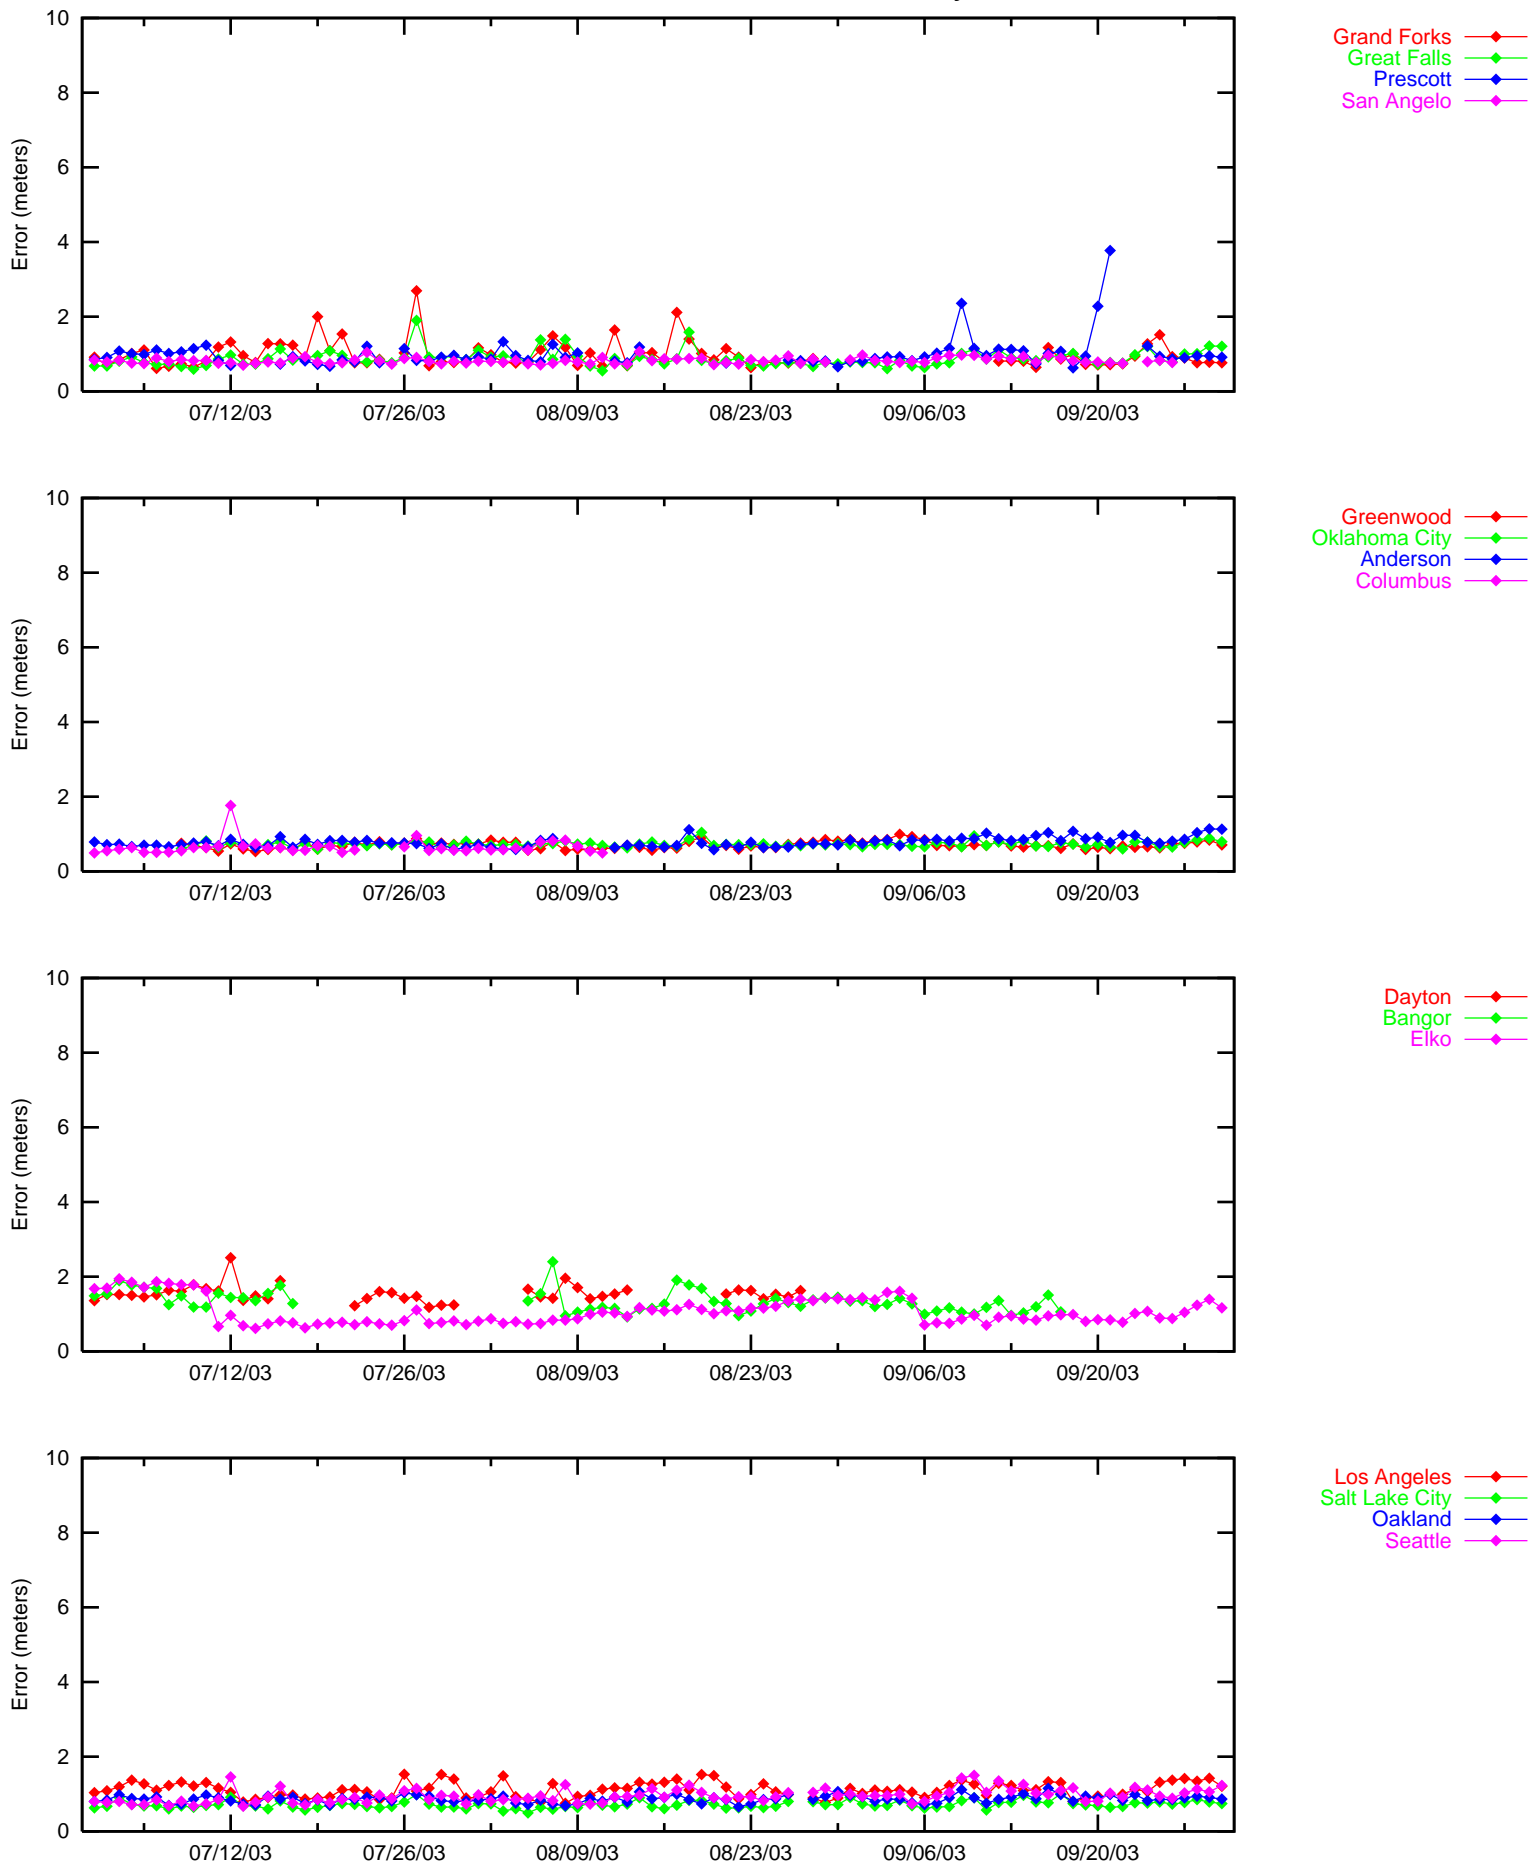 10
8
6
4
2
0
Error (meters)
07/12/03 07/26/03 08/09/03 08/23/03 09/06/03 09/20/03
Grand Forks
Great Falls
Prescott
San Angelo
10
8
6
4
2
0
Error (meters)
07/12/03 07/26/03 08/09/03 08/23/03 09/06/03 09/20/03
Greenwood
Oklahoma City
Anderson
Columbus
10
8
6
4
2
0
Error (meters)
07/12/03 07/26/03 08/09/03 08/23/03 09/06/03 09/20/03
Dayton
Bangor
Elko
10
8
6
4
2
0
Error (meters)
07/12/03 07/26/03 08/09/03 08/23/03 09/06/03 09/20/03
Los Angeles
Salt Lake City
Oakland
Seattle